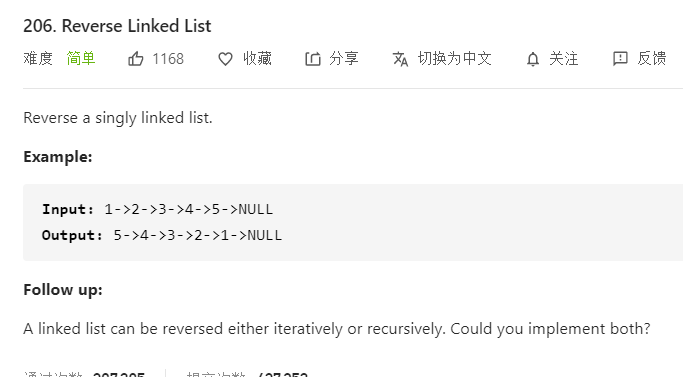 206. Reverse Linked List
难度 简单 1168 收藏 分享 切换为中文 关注 反馈
Reverse a singly linked list.
Example:
Input: 1->2->3->4->5->NULL
Output: 5->4->3->2->1->NULL
Follow up:
A linked list can be reversed either iteratively or recursively. Could you implement both?